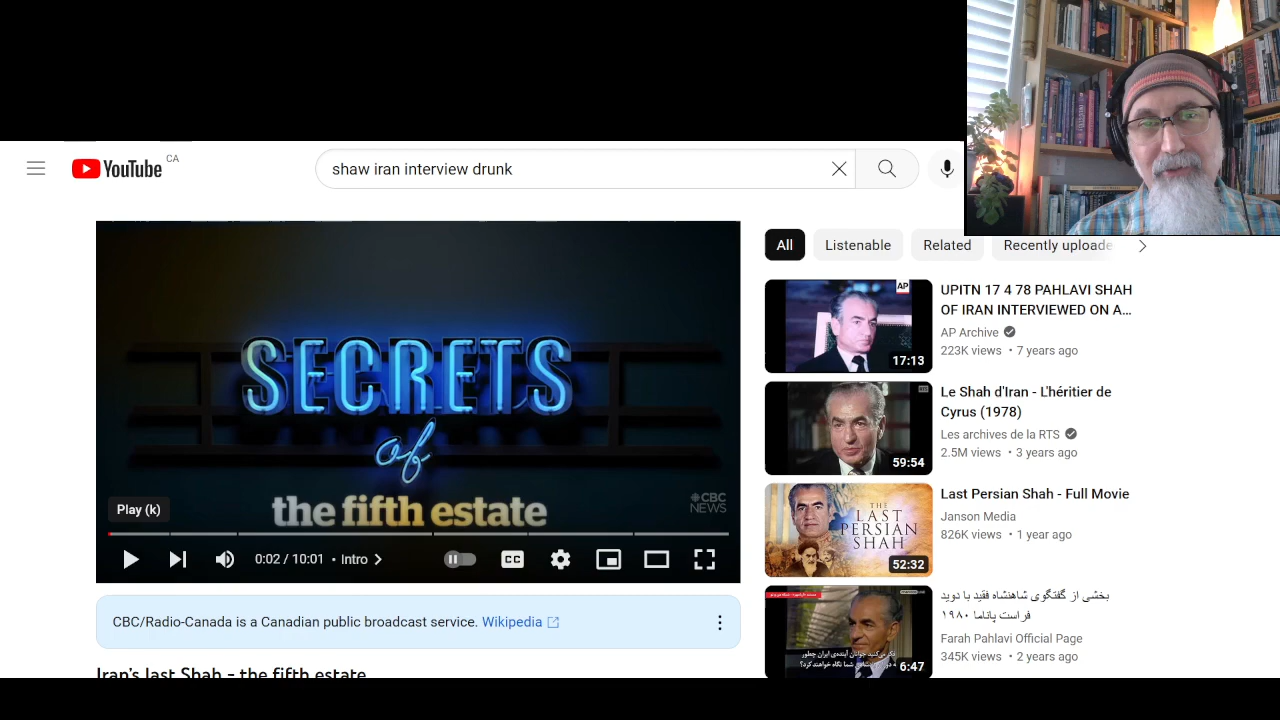 YouTube CA
shaw iran interview drunk
SECRETS
of
the fifth estate
CBC
NEWS
Play (k)
0:02 / 10:01 • Intro
CC
CBC/Radio-Canada is a Canadian public broadcast service. Wikipedia
Iran's last Shah - the fifth estate
All
Listenable
Related
Recently uploade
AP
17:13
UPITN 17 4 78 PAHLAVI SHAH
OF IRAN INTERVIEWED ON A...
AP Archive
223K views • 7 years ago
59:54
Le Shah d'Iran - L'héritier de
Cyrus (1978)
Les archives de la RTS
2.5M views • 3 years ago
THE
LAST
PERSIAN
SHAH
52:32
Last Persian Shah - Full Movie
Janson Media
826K views • 1 year ago
6:47
بخشی از گفتگوی شاهنشاه فقید با دوید
فراست پاناما ۱۹۸۰
Farah Pahlavi Official Page
345K views • 2 years ago